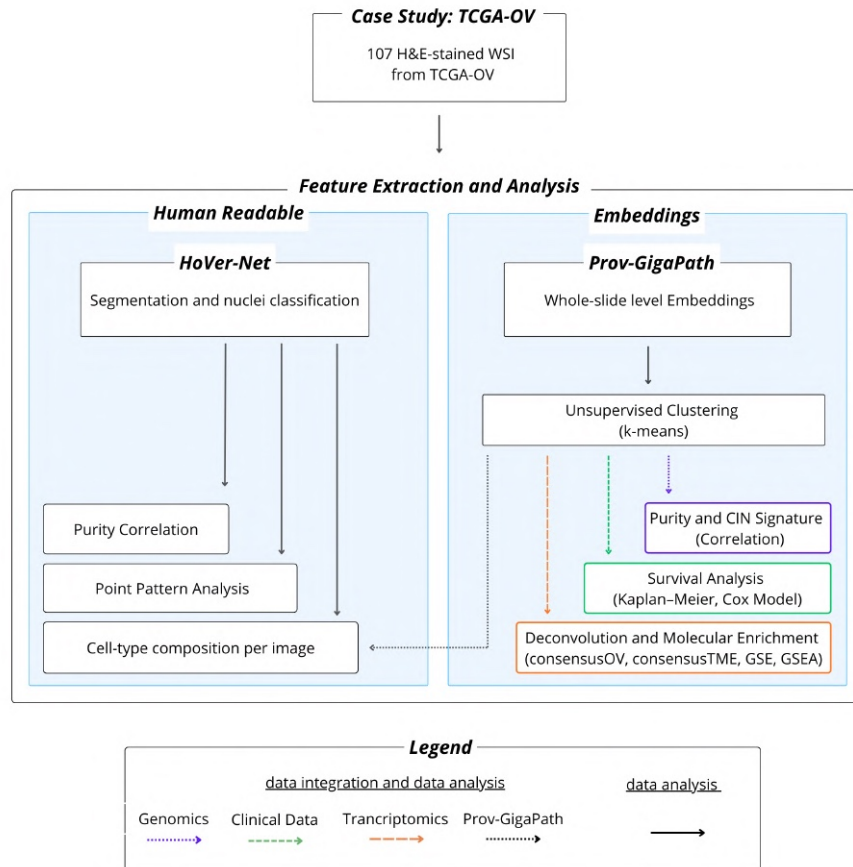 Case Study: TCGA-OV
107 H&E-stained WSI
from TCGA-OV
Feature Extraction and Analysis
Human Readable
HoVer-Net
Segmentation and nuclei classification
Purity Correlation
Point Pattern Analysis
Cell-type composition per image
Embeddings
Prov-GigaPath
Whole-slide level Embeddings
Unsupervised Clustering
(k-means)
Purity and CIN Signature
(Correlation)
Survival Analysis
(Kaplan–Meier, Cox Model)
Deconvolution and Molecular Enrichment
(consensusOV, consensusTME, GSE, GSEA)
Legend
data integration and data analysis
data analysis
Genomics
Clinical Data
Trancriptomics
Prov-GigaPath